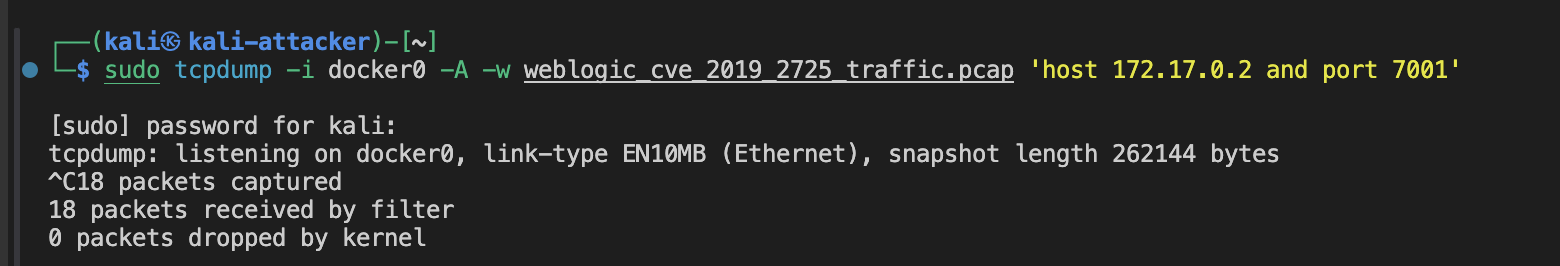 ┌──(kali㉿kali-attacker)-[~]
└─$ sudo tcpdump -i docker0 -A -w weblogic_cve_2019_2725_traffic.pcap 'host 172.17.0.2 and port 7001'
[sudo] password for kali:
tcpdump: listening on docker0, link-type EN10MB (Ethernet), snapshot length 262144 bytes
^C18 packets captured
18 packets received by filter
0 packets dropped by kernel